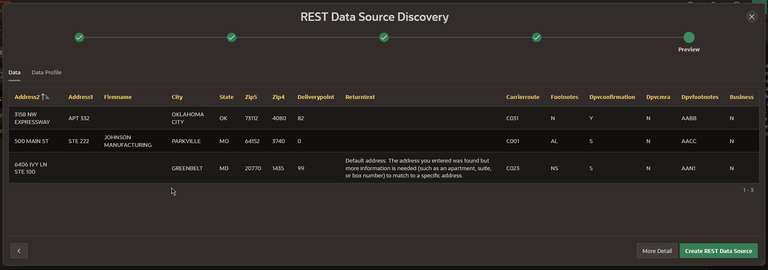 REST Data Source Discovery
Preview
Data Data Profile
Address2 Address1 Firmname City State Zip5 Zip4 Deliverypoint Returntext Carrierroute Footnotes Dpvconfirmation Dpvcmra Dpvfootnotes Business
3158 NW EXPRESSWAY APT 332 OKLAHOMA CITY OK 73112 4080 82 C031 N Y N AABB N
500 MAIN ST STE 222 JOHNSON MANUFACTURING PARKVILLE MO 64152 3740 0 C001 AL S N AACC N
6406 IVY LN STE 100 GREENBELT MD 20770 1435 99 Default address: The address you entered was found but more information is needed (such as an apartment, suite, or box number) to match to a specific address. C023 NS S N AAN1 N
1 - 3
More Detail Create REST Data Source